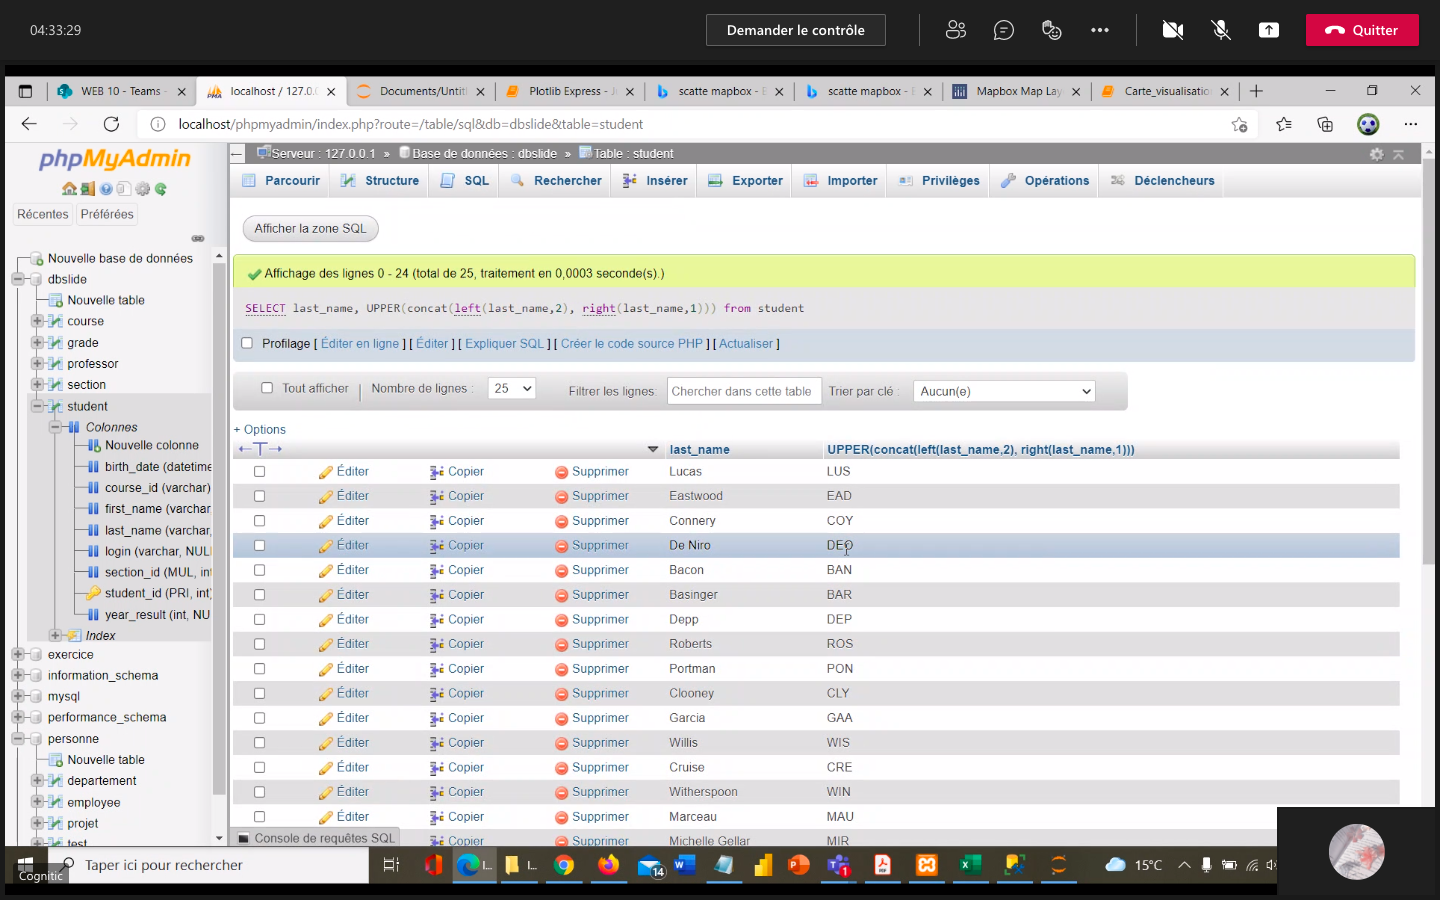 04:33:29
Demander le contrôle
Quitter
WEB 10 - Teams -
localhost / 127.0.
Documents/Untiti
Plotlib Express - J
scatte mapbox - B
scatte mapbox - B
Mapbox Map Lay
Carte_visualisatio
localhost/phpmyadmin/index.php?route=/table/sql&db=dbslide&table=student
phpMyAdmin
Récentes
Préférées
Nouvelle base de données
dbslide
Nouvelle table
course
grade
professor
section
student
Colonnes
Nouvelle colonne
birth_date (datetime
course_id (varchar)
first_name (varchar,
last_name (varchar,
login (varchar, NULL
section_id (MUL, int
student_id (PRI, int)
year_result (int, NU
Index
exercice
information_schema
mysql
performance_schema
personne
Nouvelle table
departement
employee
projet
test
Serveur : 127.0.0.1 » Base de données : dbslide » Table : student
Parcourir Structure SQL Rechercher Insérer Exporter Importer Privilèges Opérations Déclencheurs
Afficher la zone SQL
Affichage des lignes 0 - 24 (total de 25, traitement en 0,0003 seconde(s).)
SELECT last_name, UPPER(concat(left(last_name,2), right(last_name,1))) from student
Profilage [ Éditer en ligne ] [ Éditer ] [ Expliquer SQL ] [ Créer le code source PHP ] [ Actualiser ]
Tout afficher Nombre de lignes : 25 Filtrer les lignes: Chercher dans cette table Trier par clé : Aucun(e)
+ Options
last_name UPPER(concat(left(last_name,2), right(last_name,1)))
Éditer Copier Supprimer Lucas LUS
Éditer Copier Supprimer Eastwood EAD
Éditer Copier Supprimer Connery COY
Éditer Copier Supprimer De Niro DEO
Éditer Copier Supprimer Bacon BAN
Éditer Copier Supprimer Basinger BAR
Éditer Copier Supprimer Depp DEP
Éditer Copier Supprimer Roberts ROS
Éditer Copier Supprimer Portman PON
Éditer Copier Supprimer Clooney CLY
Éditer Copier Supprimer Garcia GAA
Éditer Copier Supprimer Willis WIS
Éditer Copier Supprimer Cruise CRE
Éditer Copier Supprimer Witherspoon WIN
Éditer Copier Supprimer Marceau MAU
Copier Supprimer Michelle Gellar MIR
Console de requêtes SQL
Taper ici pour rechercher
14
1
15°C
Cognitic